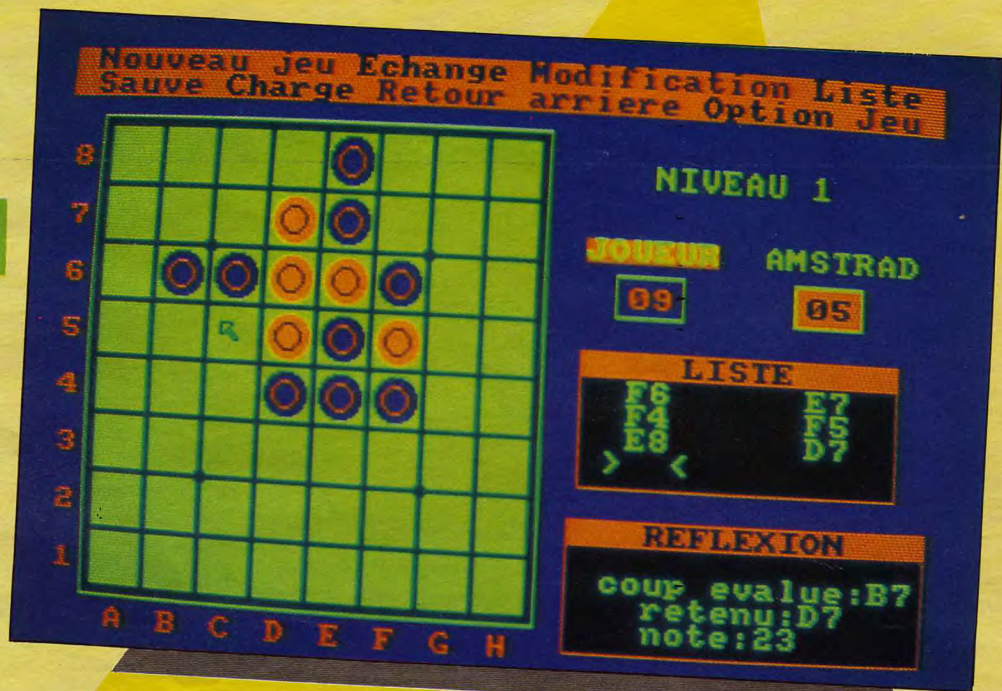 Nouveau jeu Echange Modification Liste
Sauve Charge Retour arriere Option Jeu
8
7
6
5
4
3
2
1
A B C D E F G H
NIVEAU 1
JOUEUR AMSTRAD
09 05
LISTE
F6 E7
F4 F5
E8 D7
> <
REFLEXION
coup evalue:B7
retenu:D7
note:23